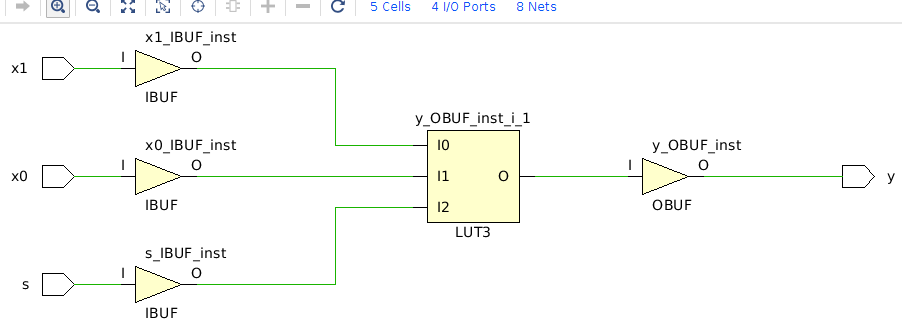 5 Cells 4 I/O Ports 8 Nets
x1_IBUF_inst
x1 I O
IBUF
y_OBUF_inst_i_1
x0_IBUF_inst
I0
y_OBUF_inst
x0 I O
I1 O
I O
y
IBUF
I2
OBUF
LUT3
s_IBUF_inst
s I O
IBUF